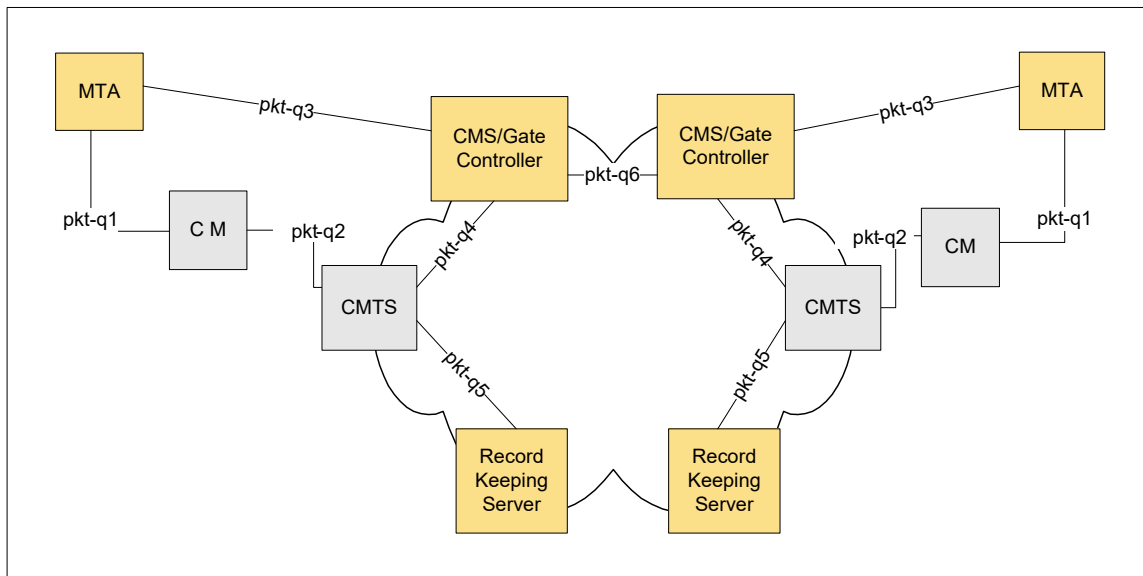 MTA
MTA
pkt-q3
pkt-q3
CMS/Gate
Controller
CMS/Gate
Controller
pkt-q6
pkt-q1
C M
pkt-q2
pkt-q4
pkt-q4
pkt-q2
CM
pkt-q1
CMTS
CMTS
pkt-q5
pkt-q5
Record
Keeping
Server
Record
Keeping
Server